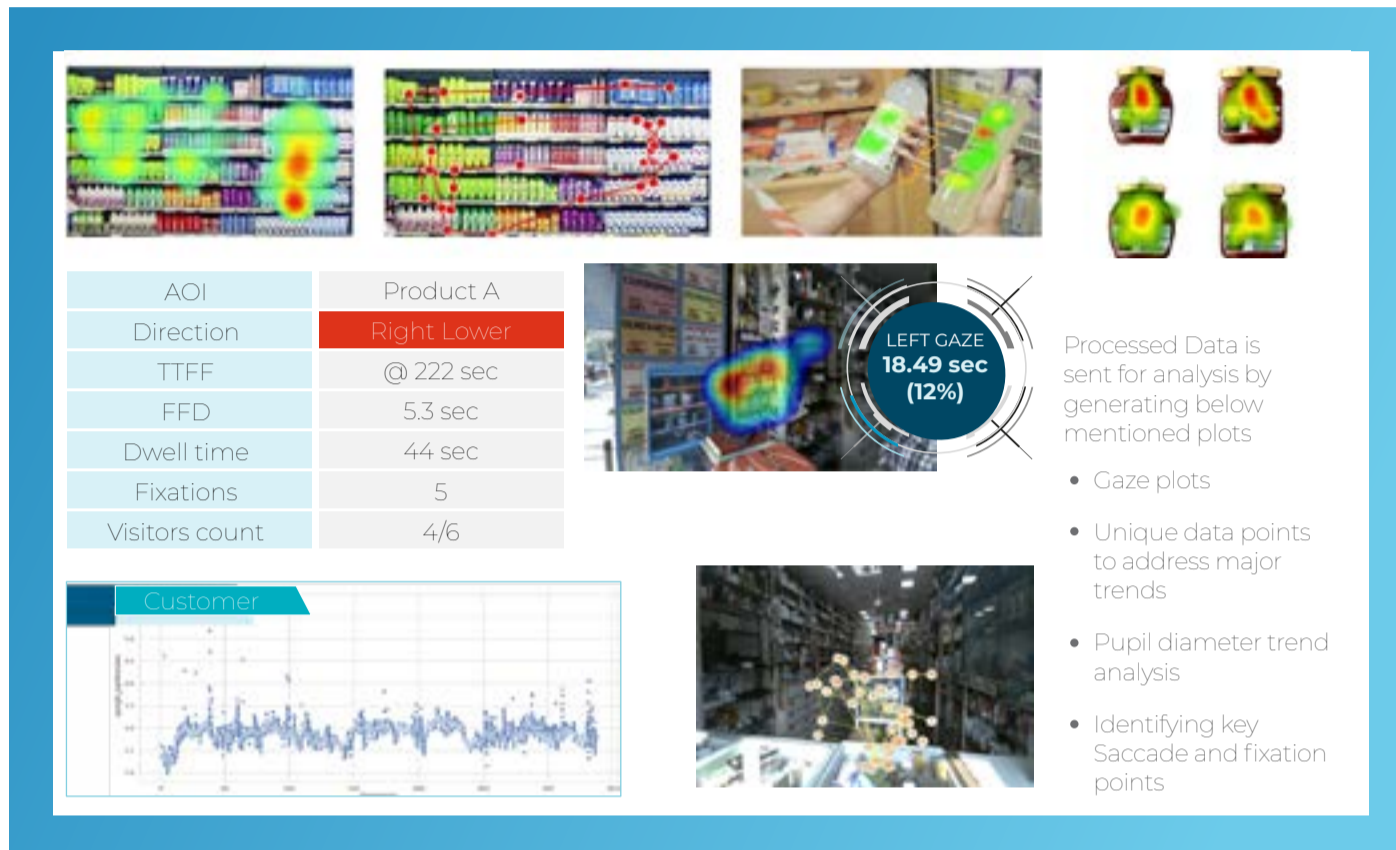 AOI Product A
Direction Right Lower
TTFF @ 222 sec
FFD 5.3 sec
Dwell time 44 sec
Fixations 5
Visitors count 4/6
LEFT GAZE
18.49 sec
(12%)
Processed Data is
sent for analysis by
generating below
mentioned plots
• Gaze plots
• Unique data points
to address major
trends
• Pupil diameter trend
analysis
• Identifying key
Saccade and fixation
points
Customer